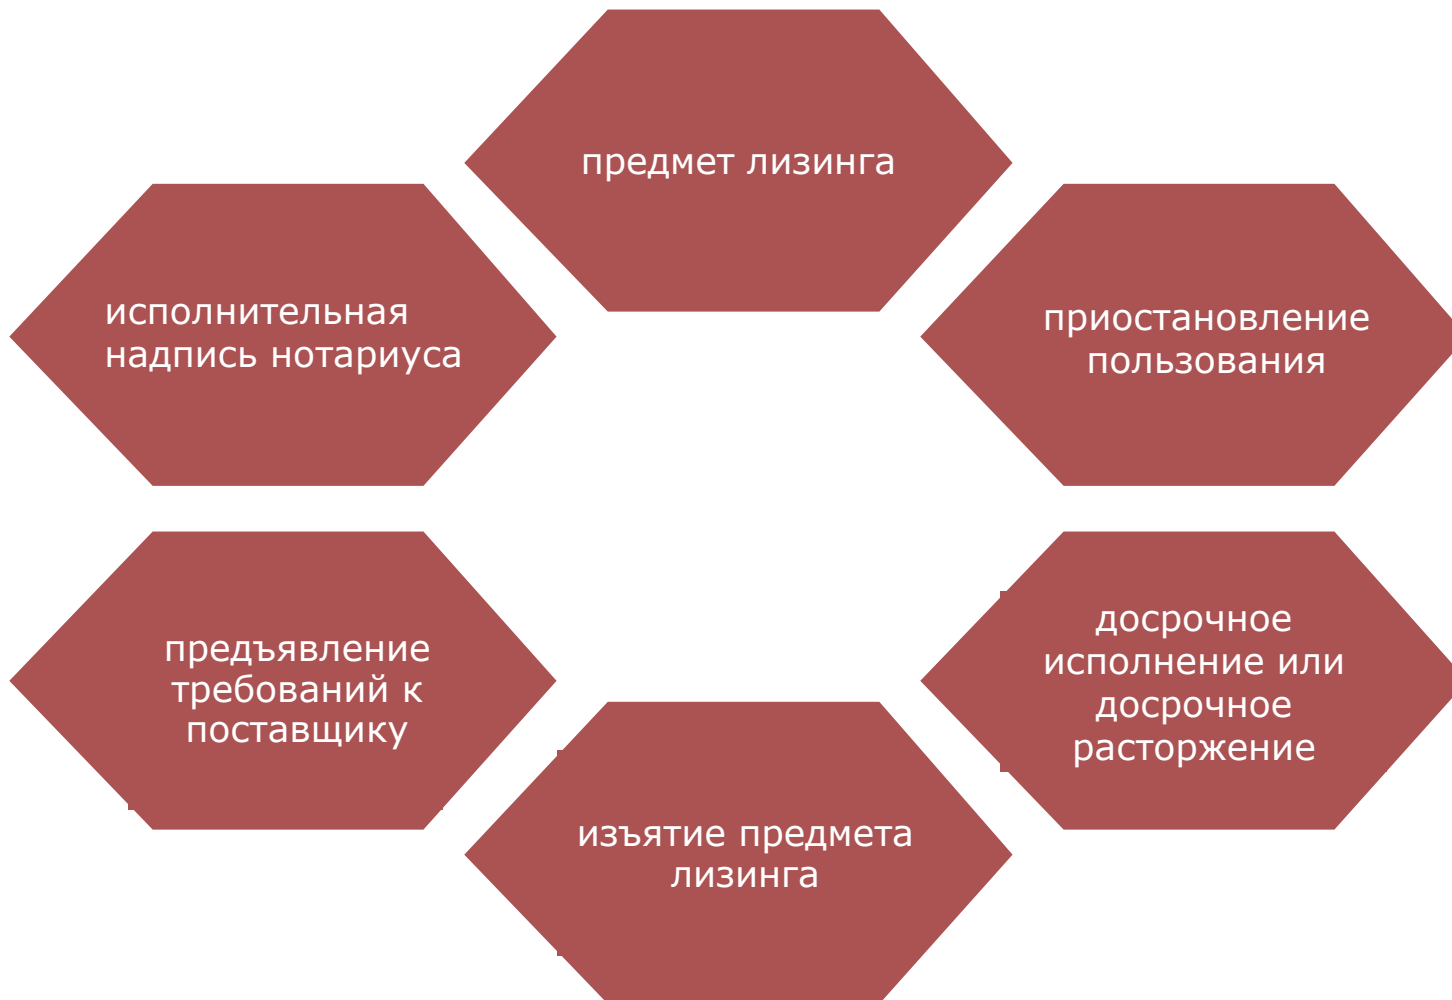 предмет лизинга
исполнительная
надпись нотариуса
приостановление
пользования
предъявление
требований к
поставщику
досрочное
исполнение или
досрочное
расторжение
изъятие предмета
лизинга